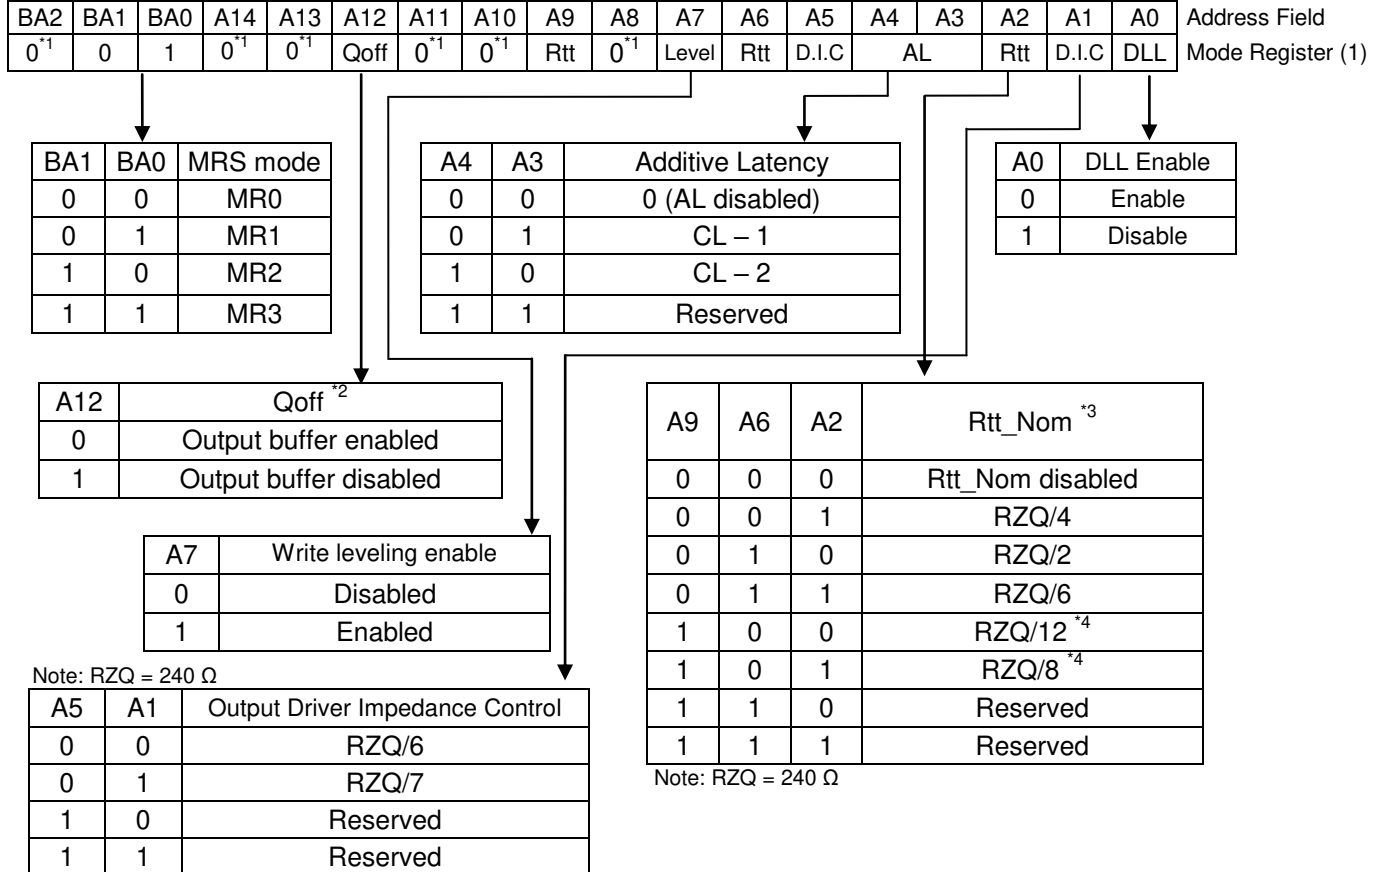 BA2 BA1 BA0 A14 A13 A12 A11 A10 A9 A8 A7 A6 A5 A4 A3 A2 A1 A0 Address Field
0*1 0 1 0*1 0*1 Qoff 0*1 0*1 Rtt 0*1 Level Rtt D.I.C AL Rtt D.I.C DLL Mode Register (1)
BA1 BA0 MRS mode
0 0 MR0
0 1 MR1
1 0 MR2
1 1 MR3
A4 A3 Additive Latency
0 0 0 (AL disabled)
0 1 CL – 1
1 0 CL – 2
1 1 Reserved
A0 DLL Enable
0 Enable
1 Disable
A12 Qoff *2
0 Output buffer enabled
1 Output buffer disabled
A7 Write leveling enable
0 Disabled
1 Enabled
Note: RZQ = 240 Ω
A5 A1 Output Driver Impedance Control
0 0 RZQ/6
0 1 RZQ/7
1 0 Reserved
1 1 Reserved
A9 A6 A2 Rtt_Nom *3
0 0 0 Rtt_Nom disabled
0 0 1 RZQ/4
0 1 0 RZQ/2
0 1 1 RZQ/6
1 0 0 RZQ/12 *4
1 0 1 RZQ/8 *4
1 1 0 Reserved
1 1 1 Reserved
Note: RZQ = 240 Ω